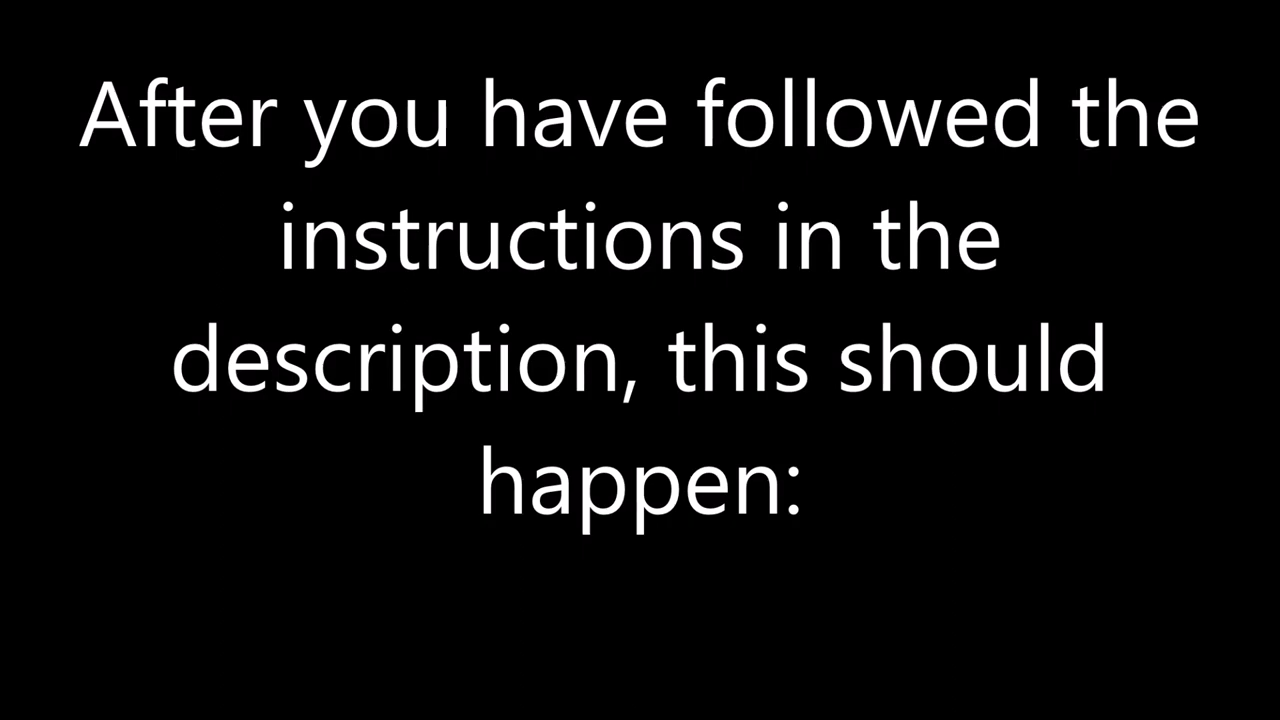 After you have followed the
instructions in the
description, this should
happen: